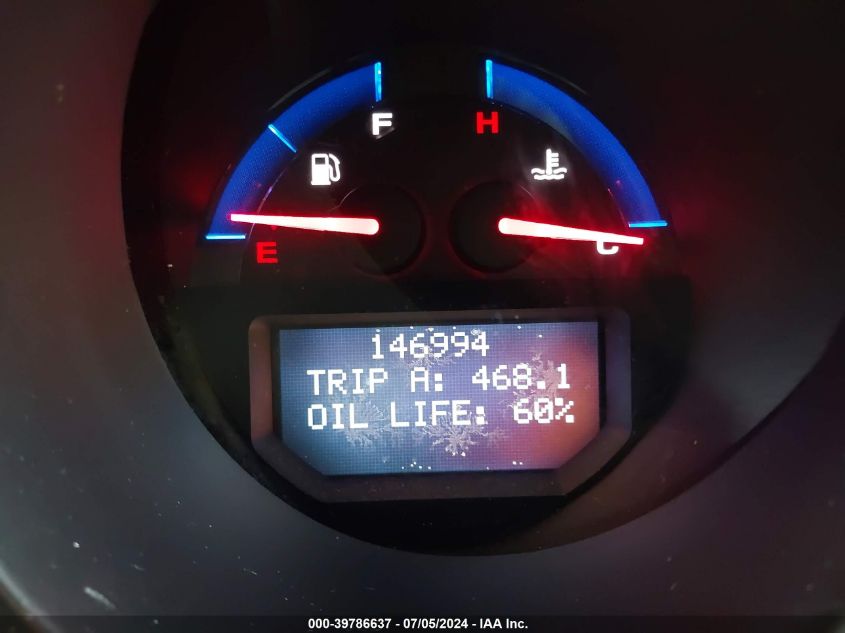 F H
E C
146994
TRIP A: 468.1
OIL LIFE: 60%
000-39786637 - 07/05/2024 - IAA Inc.